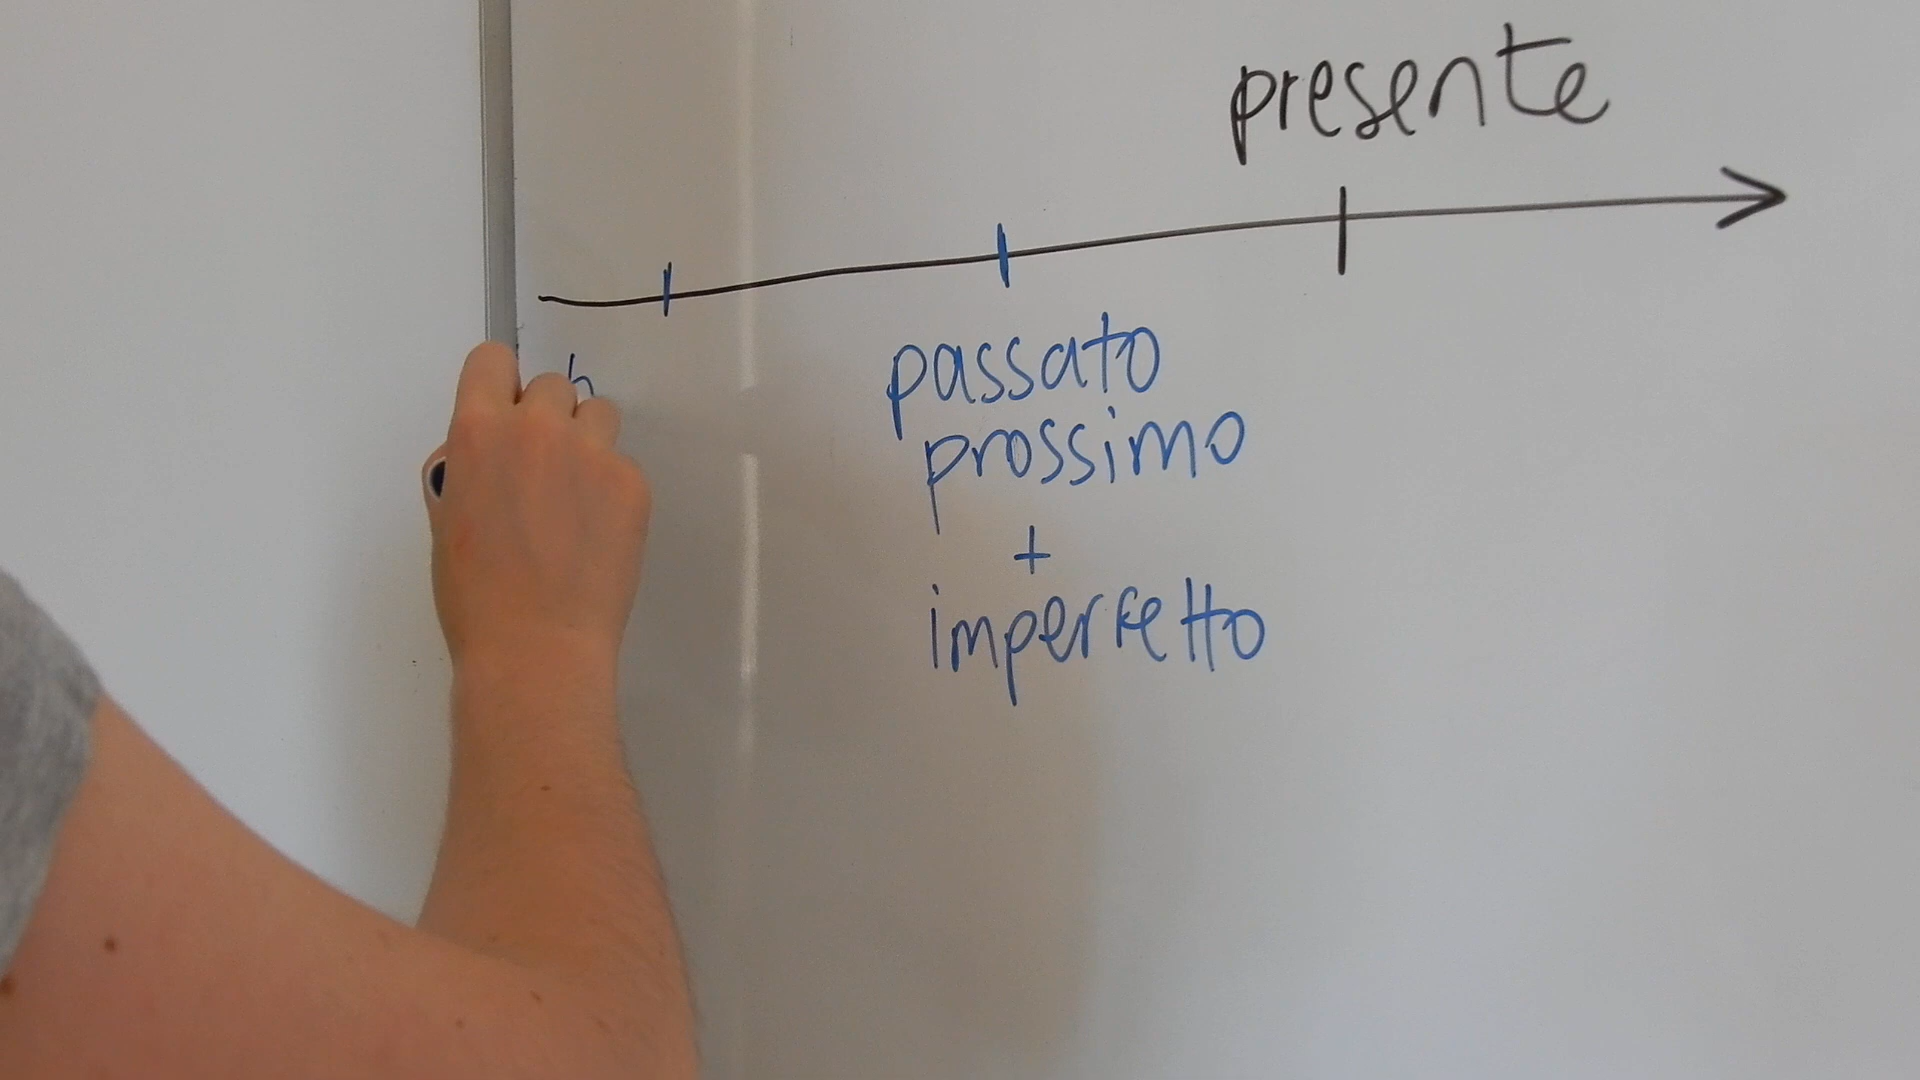 presente
passato
prossimo
+
imperfetto